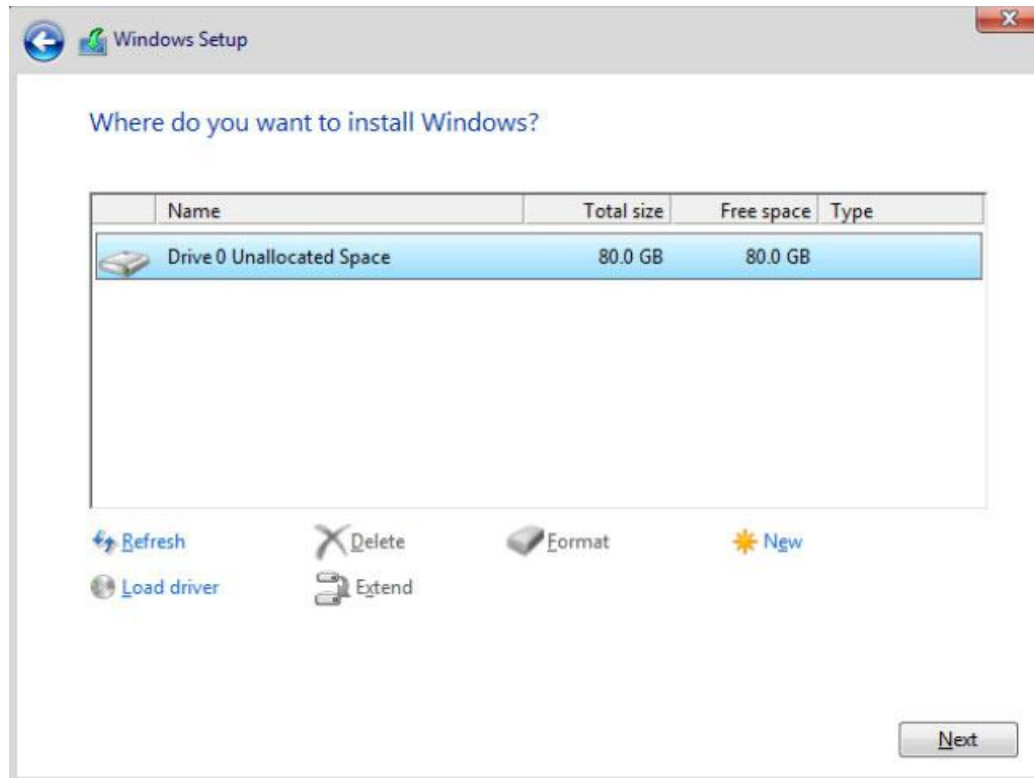 Windows Setup
Where do you want to install Windows?
Name Total size Free space Type
Drive 0 Unallocated Space 80.0 GB 80.0 GB
Refresh Delete Format New
Load driver Extend
Next